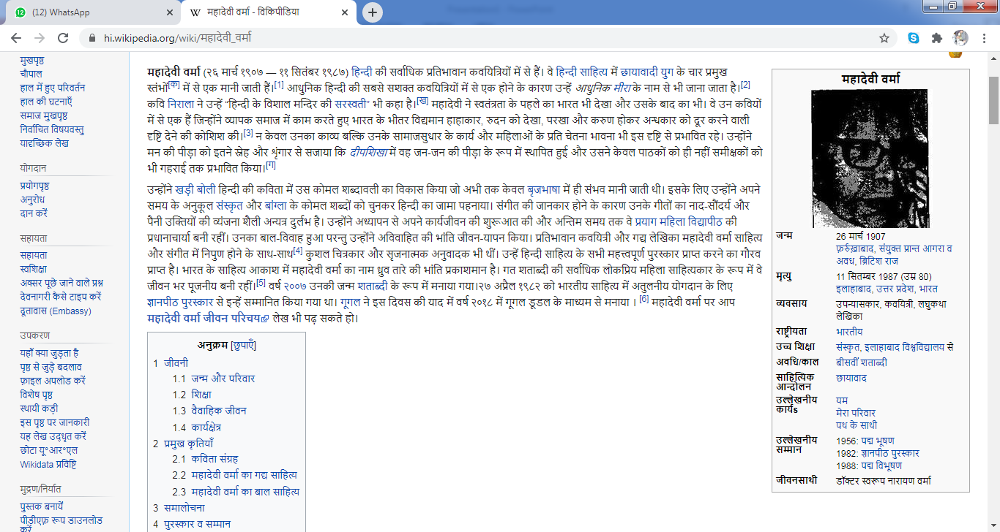 (12) WhatsApp
महादेवी वर्मा - विकिपीडिया
hi.wikipedia.org/wiki/महादेवी_वर्मा
मुखपृष्ठ
चौपाल
हाल में हुए परिवर्तन
हाल की घटनाएँ
समाज मुखपृष्ठ
निर्वाचित विषयवस्तु
यादृच्छिक लेख
योगदान
प्रयोगपृष्ठ
अनुरोध
दान करें
सहायता
सहायता
स्वशिक्षा
अक्सर पूछे जाने वाले प्रश्न
देवनागरी कैसे टाइप करें
दूतावास (Embassy)
उपकरण
यहाँ क्या जुड़ता है
पृष्ठ से जुड़े बदलाव
फ़ाइल अपलोड करें
विशेष पृष्ठ
स्थायी कड़ी
इस पृष्ठ पर जानकारी
यह लेख उद्धृत करें
छोटा यू॰आर॰एल
Wikidata प्रविष्टि
मुद्रण/निर्यात
पुस्तक बनायें
पीडीएफ़ रूप डाउनलोड
करें
महादेवी वर्मा (२६ मार्च १९०७ — ११ सितंबर १९८७) हिन्दी की सर्वाधिक प्रतिभावान कवयित्रियों में से हैं। वे हिन्दी साहित्य में छायावादी युग के चार प्रमुख
स्तंभों[क] में से एक मानी जाती हैं।[1] आधुनिक हिन्दी की सबसे सशक्त कवयित्रियों में से एक होने के कारण उन्हें आधुनिक मीरा के नाम से भी जाना जाता है।[2]
कवि निराला ने उन्हें “हिन्दी के विशाल मन्दिर की सरस्वती” भी कहा है।[ख] महादेवी ने स्वतंत्रता के पहले का भारत भी देखा और उसके बाद का भी। वे उन कवियों
में से एक हैं जिन्होंने व्यापक समाज में काम करते हुए भारत के भीतर विद्यमान हाहाकार, रुदन को देखा, परखा और करुण होकर अन्धकार को दूर करने वाली
दृष्टि देने की कोशिश की।[3] न केवल उनका काव्य बल्कि उनके सामाजसुधार के कार्य और महिलाओं के प्रति चेतना भावना भी इस दृष्टि से प्रभावित रहे। उन्होंने
मन की पीड़ा को इतने स्नेह और शृंगार से सजाया कि दीपशिखा में वह जन-जन की पीड़ा के रूप में स्थापित हुई और उसने केवल पाठकों को ही नहीं समीक्षकों को
भी गहराई तक प्रभावित किया।[ग]
उन्होंने खड़ी बोली हिन्दी की कविता में उस कोमल शब्दावली का विकास किया जो अभी तक केवल बृजभाषा में ही संभव मानी जाती थी। इसके लिए उन्होंने अपने
समय के अनुकूल संस्कृत और बांग्ला के कोमल शब्दों को चुनकर हिन्दी का जामा पहनाया। संगीत की जानकार होने के कारण उनके गीतों का नाद-सौंदर्य और
पैनी उक्तियों की व्यंजना शैली अन्यत्र दुर्लभ है। उन्होंने अध्यापन से अपने कार्यजीवन की शुरूआत की और अन्तिम समय तक वे प्रयाग महिला विद्यापीठ की
प्रधानाचार्या बनी रहीं। उनका बाल-विवाह हुआ परन्तु उन्होंने अविवाहित की भांति जीवन-यापन किया। प्रतिभावान कवयित्री और गद्य लेखिका महादेवी वर्मा साहित्य
और संगीत में निपुण होने के साथ-साथ[4] कुशल चित्रकार और सृजनात्मक अनुवादक भी थीं। उन्हें हिन्दी साहित्य के सभी महत्त्वपूर्ण पुरस्कार प्राप्त करने का गौरव
प्राप्त है। भारत के साहित्य आकाश में महादेवी वर्मा का नाम ध्रुव तारे की भांति प्रकाशमान है। गत शताब्दी की सर्वाधिक लोकप्रिय महिला साहित्यकार के रूप में वे
जीवन भर पूजनीय बनी रहीं।[5] वर्ष २००७ उनकी जन्म शताब्दी के रूप में मनाया गया।२७ अप्रैल १९८२ को भारतीय साहित्य में अतुलनीय योगदान के लिए
ज्ञानपीठ पुरस्कार से इन्हें सम्मानित किया गया था। गूगल ने इस दिवस की याद में वर्ष २०१८ में गूगल डूडल के माध्यम से मनाया । [6] महादेवी वर्मा पर आप
महादेवी वर्मा जीवन परिचय लेख भी पढ़ सकते हो।
अनुक्रम [छुपाएँ]
1 जीवनी
1.1 जन्म और परिवार
1.2 शिक्षा
1.3 वैवाहिक जीवन
1.4 कार्यक्षेत्र
2 प्रमुख कृतियाँ
2.1 कविता संग्रह
2.2 महादेवी वर्मा का गद्य साहित्य
2.3 महादेवी वर्मा का बाल साहित्य
3 समालोचना
4 पुरस्कार व सम्मान
महादेवी वर्मा
जन्म 26 मार्च 1907
फ़र्रुख़ाबाद, संयुक्त प्रान्त आगरा व
अवध, ब्रिटिश राज
मृत्यु 11 सितम्बर 1987 (उम्र 80)
इलाहाबाद, उत्तर प्रदेश, भारत
व्यवसाय उपन्यासकार, कवयित्री, लघुकथा
लेखिका
राष्ट्रीयता भारतीय
उच्च शिक्षा संस्कृत, इलाहाबाद विश्वविद्यालय से
अवधि/काल बीसवीं शताब्दी
साहित्यिक छायावाद
आन्दोलन
उल्लेखनीय यम
कार्यs मेरा परिवार
पथ के साथी
उल्लेखनीय 1956: पद्म भूषण
सम्मान 1982: ज्ञानपीठ पुरस्कार
1988: पद्म विभूषण
जीवनसाथी डॉक्टर स्वरूप नारायण वर्मा